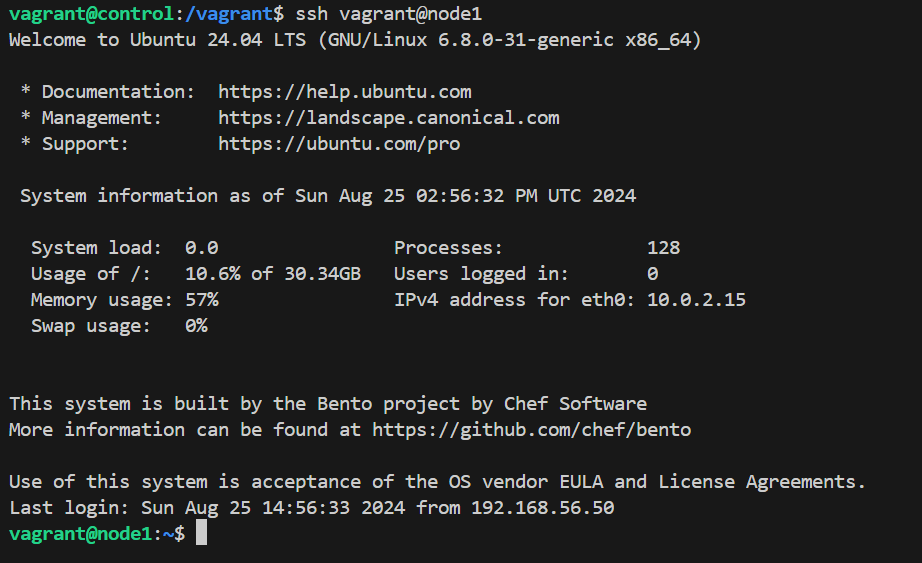 vagrant@control:/vagrant$ ssh vagrant@node1
Welcome to Ubuntu 24.04 LTS (GNU/Linux 6.8.0-31-generic x86_64)
* Documentation:  https://help.ubuntu.com
* Management:     https://landscape.canonical.com
* Support:        https://ubuntu.com/pro
System information as of Sun Aug 25 02:56:32 PM UTC 2024
System load:  0.0                Processes:             128
Usage of /:   10.6% of 30.34GB   Users logged in:       0
Memory usage: 57%                IPv4 address for eth0: 10.0.2.15
Swap usage:   0%
This system is built by the Bento project by Chef Software
More information can be found at https://github.com/chef/bento
Use of this system is acceptance of the OS vendor EULA and License Agreements.
Last login: Sun Aug 25 14:56:33 2024 from 192.168.56.50
vagrant@node1:~$